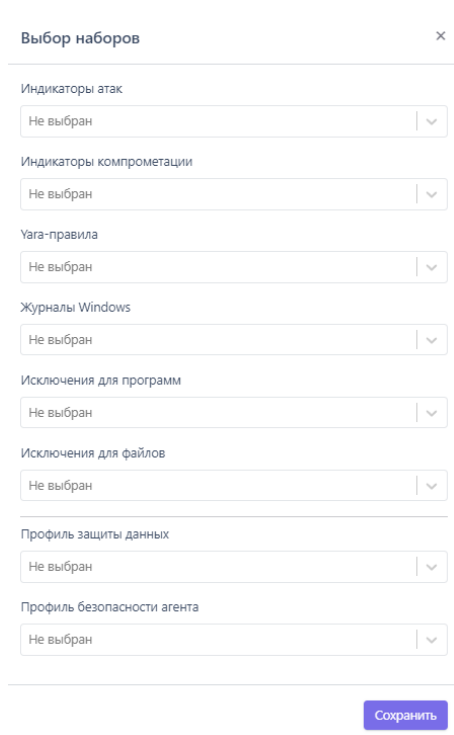 Выбор наборов
Индикаторы атак
Не выбран
Индикаторы компрометации
Не выбран
Yara-правила
Не выбран
Журналы Windows
Не выбран
Исключения для программ
Не выбран
Исключения для файлов
Не выбран
Профиль защиты данных
Не выбран
Профиль безопасности агента
Не выбран
Сохранить